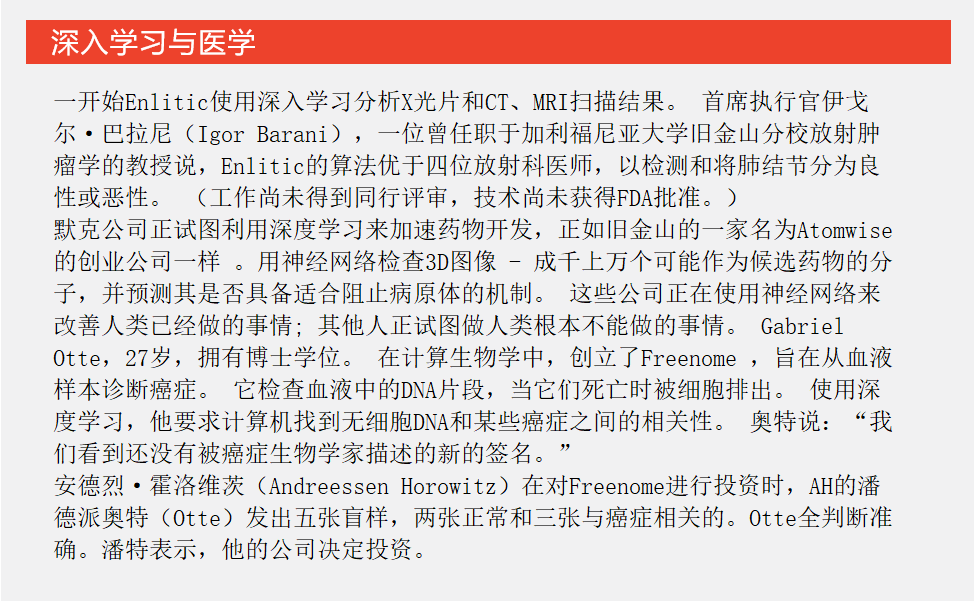 深入学习与医学
一开始Enlitic使用深入学习分析X光片和CT、MRI扫描结果。 首席执行官伊戈
尔·巴拉尼（Igor Barani），一位曾任职于加利福尼亚大学旧金山分校放射肿
瘤学的教授说，Enlitic的算法优于四位放射科医师，以检测和将肺结节分为良
性或恶性。 （工作尚未得到同行评审，技术尚未获得FDA批准。）
默克公司正试图利用深度学习来加速药物开发，正如旧金山的一家名为Atomwise
的创业公司一样 。用神经网络检查3D图像 - 成千上万个可能作为候选药物的分
子，并预测其是否具备适合阻止病原体的机制。 这些公司正在使用神经网络来
改善人类已经做的事情; 其他人正试图做人类根本不能做的事情。 Gabriel
Otte，27岁，拥有博士学位。 在计算生物学中，创立了Freenome ，旨在从血液
样本诊断癌症。 它检查血液中的DNA片段，当它们死亡时被细胞排出。 使用深
度学习，他要求计算机找到无细胞DNA和某些癌症之间的相关性。 奥特说：“我
们看到还没有被癌症生物学家描述的新的签名。”
安德烈·霍洛维茨（Andreessen Horowitz）在对Freenome进行投资时，AH的潘
德派奥特（Otte）发出五张盲样，两张正常和三张与癌症相关的。Otte全判断准
确。潘特表示，他的公司决定投资。